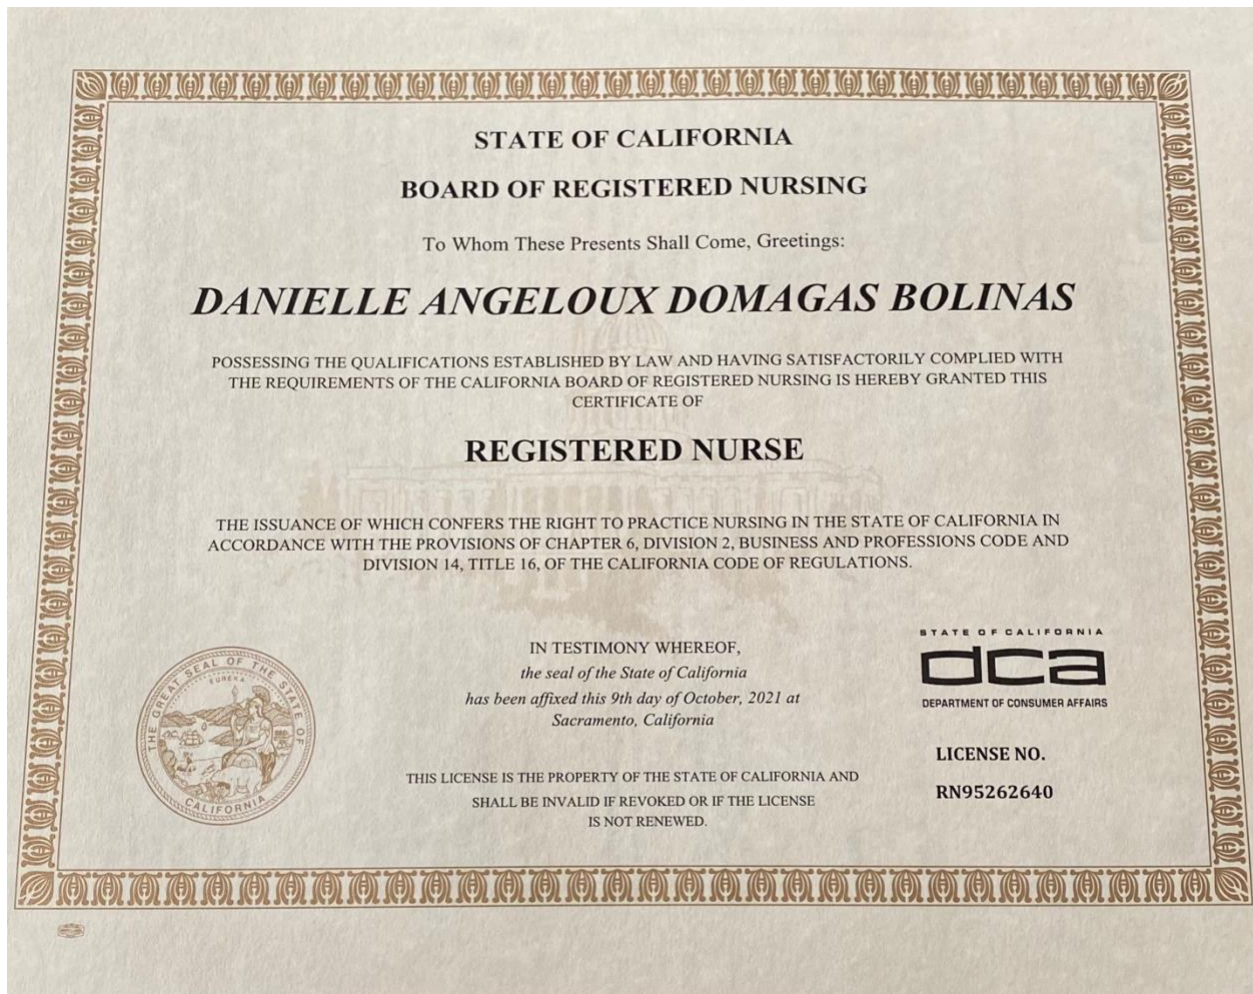 STATE OF CALIFORNIA
BOARD OF REGISTERED NURSING
To Whom These Presents Shall Come, Greetings:
DANIELLE ANGELOUX DOMAGAS BOLINAS
POSSESSING THE QUALIFICATIONS ESTABLISHED BY LAW AND HAVING SATISFACTORILY COMPLIED WITH
THE REQUIREMENTS OF THE CALIFORNIA BOARD OF REGISTERED NURSING IS HEREBY GRANTED THIS
CERTIFICATE OF
REGISTERED NURSE
THE ISSUANCE OF WHICH CONFERS THE RIGHT TO PRACTICE NURSING IN THE STATE OF CALIFORNIA IN
ACCORDANCE WITH THE PROVISIONS OF CHAPTER 6, DIVISION 2, BUSINESS AND PROFESSIONS CODE AND
DIVISION 14, TITLE 16, OF THE CALIFORNIA CODE OF REGULATIONS.
THE GREAT SEAL OF THE STATE OF
EUREKA
CALIFORNIA
IN TESTIMONY WHEREOF,
the seal of the State of California
has been affixed this 9th day of October, 2021 at
Sacramento, California
THIS LICENSE IS THE PROPERTY OF THE STATE OF CALIFORNIA AND
SHALL BE INVALID IF REVOKED OR IF THE LICENSE
IS NOT RENEWED.
STATE OF CALIFORNIA
dca
DEPARTMENT OF CONSUMER AFFAIRS
LICENSE NO.
RN95262640